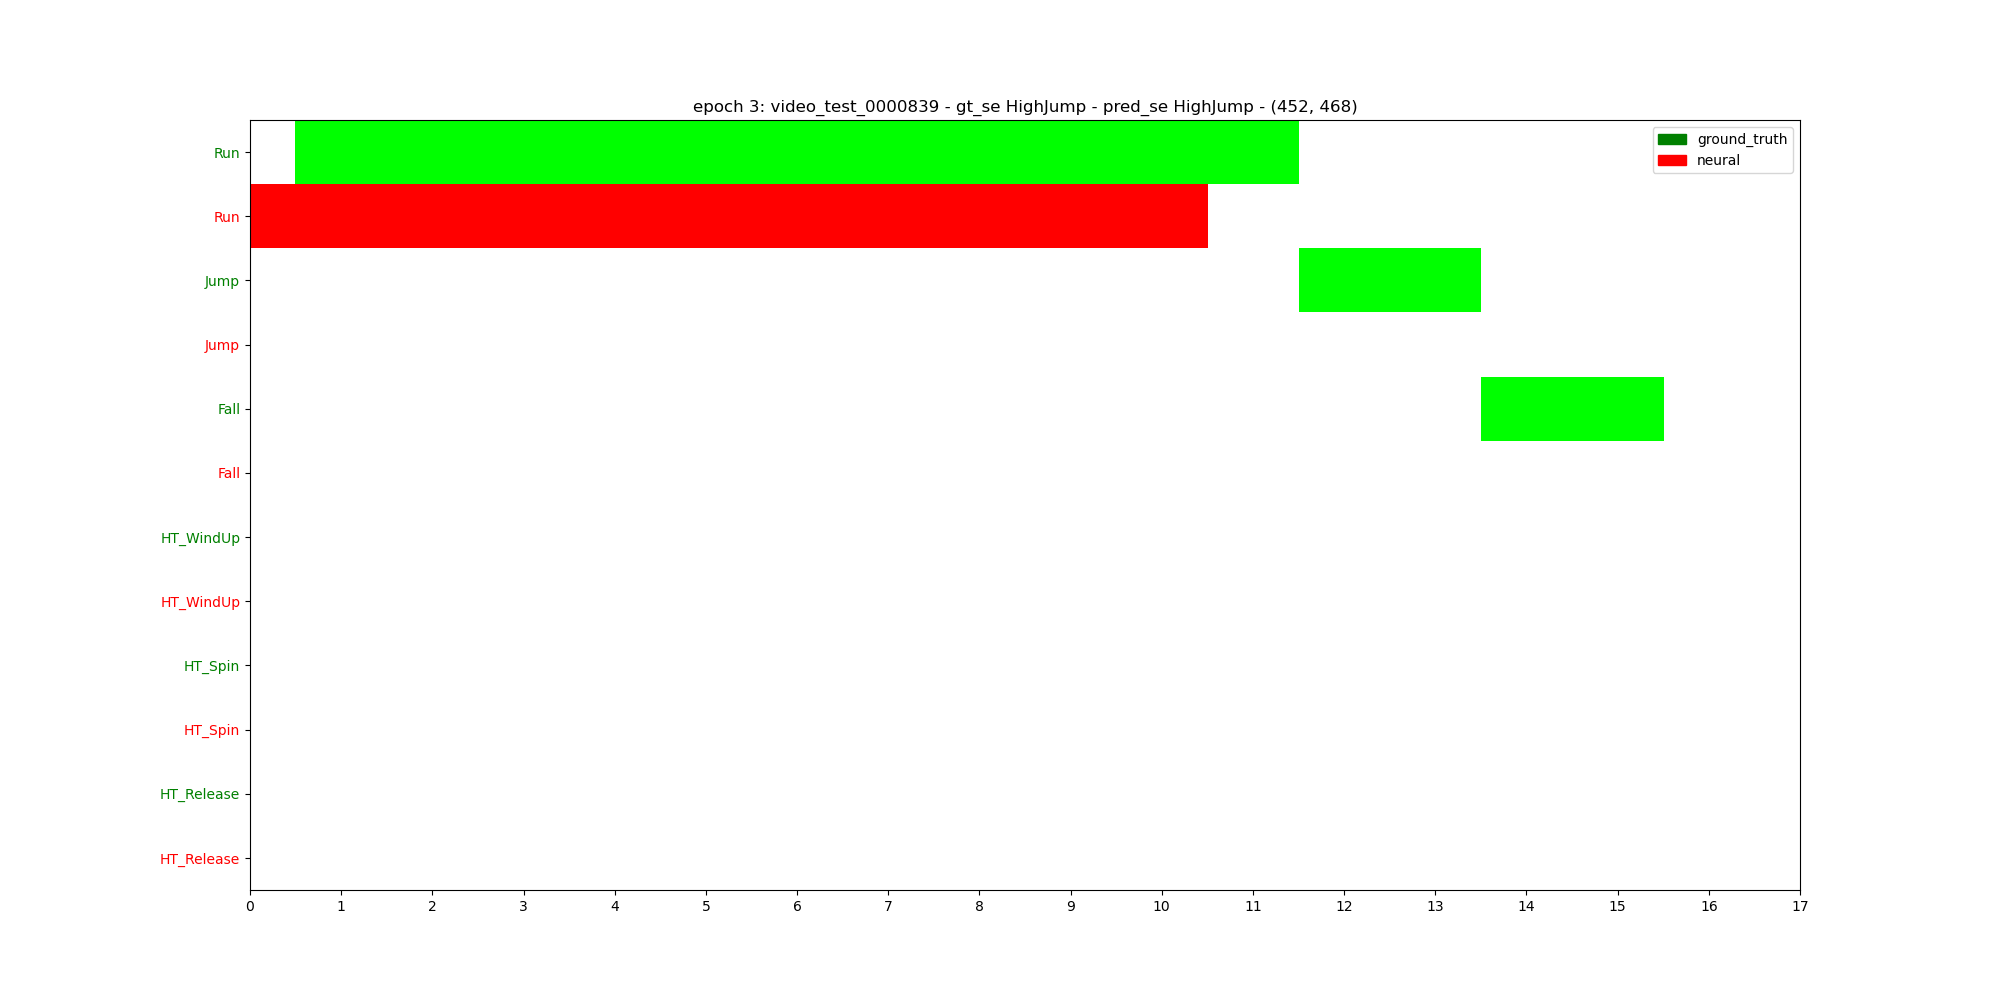 epoch 3: video_test_0000839 - gt_se HighJump - pred_se HighJump - (452, 468)
ground_truth
neural
Run
Run
Jump
Jump
Fall
Fall
HT_WindUp
HT_WindUp
HT_Spin
HT_Spin
HT_Release
HT_Release
0 1 2 3 4 5 6 7 8 9 10 11 12 13 14 15 16 17